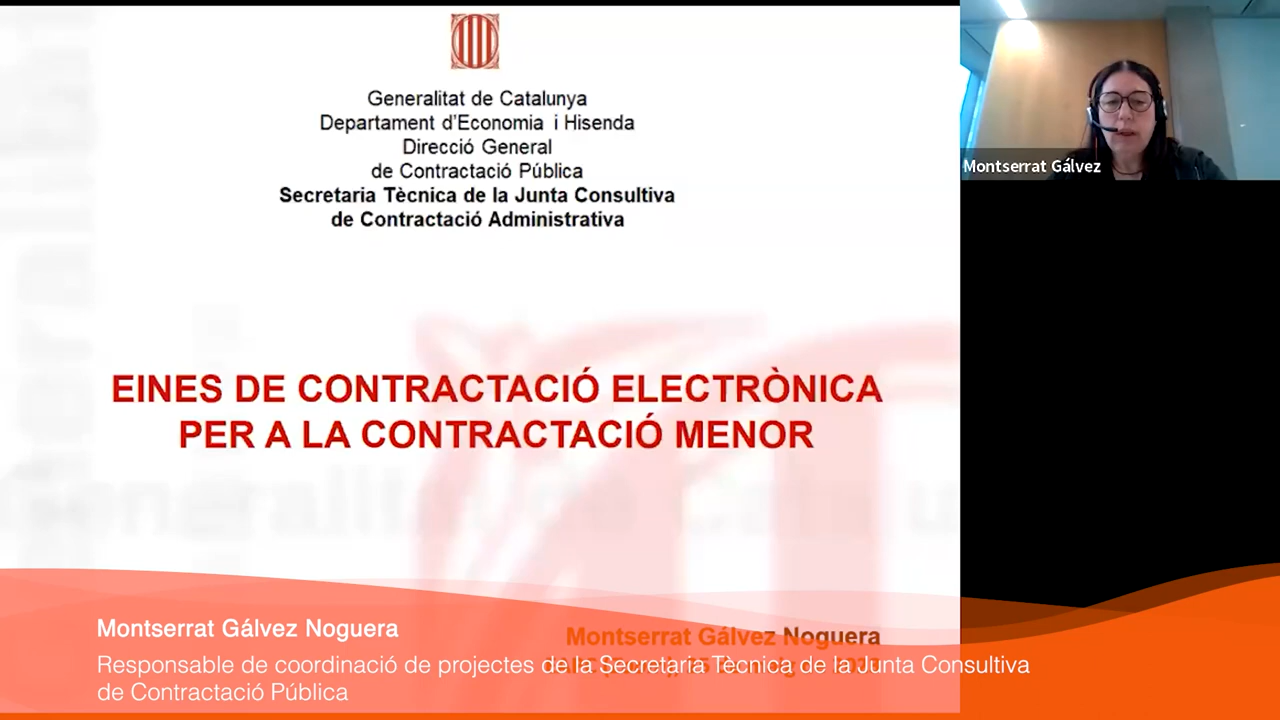 Generalitat de Catalunya
Departament d'Economia i Hisenda
Direcció General
de Contractació Pública
Secretaria Tècnica de la Junta Consultiva
de Contractació Administrativa
Montserrat Gálvez
EINES DE CONTRACTACIÓ ELECTRÒNICA
PER A LA CONTRACTACIÓ MENOR
Montserrat Gálvez Noguera
Montserrat Gálvez Noguera
Responsable de coordinació de projectes de la Secretaria Tècnica de la Junta Consultiva
de Contractació Pública